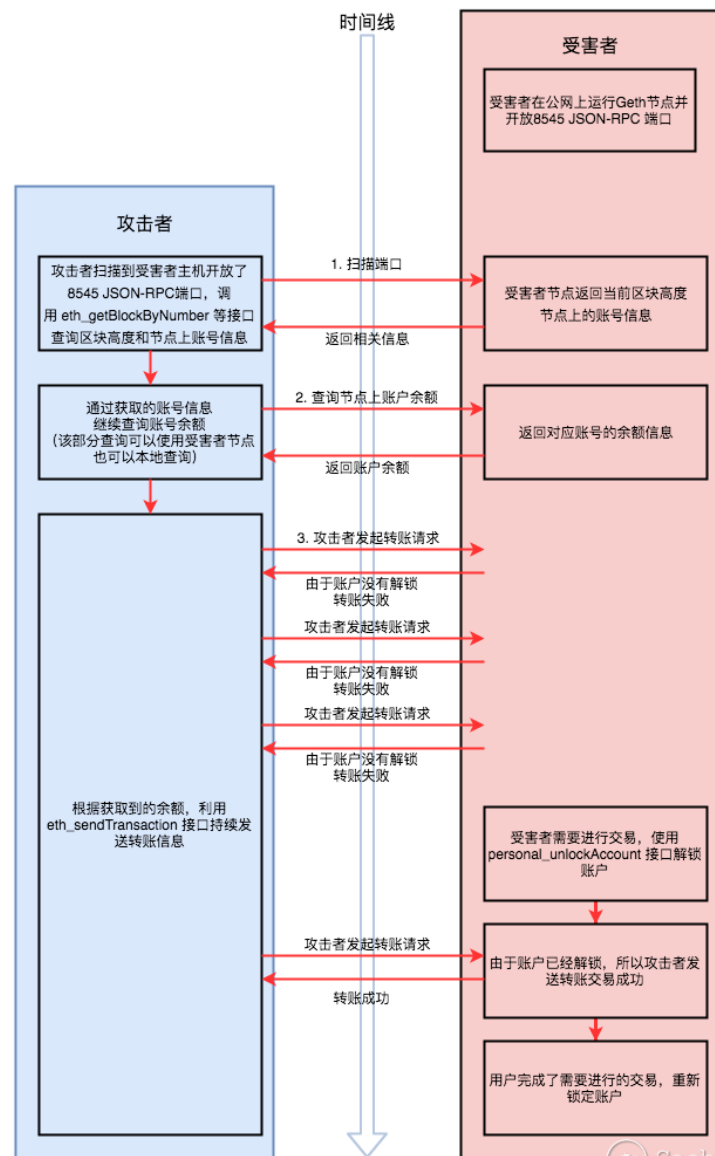 时间线
受害者
受害者在公网上运行Geth节点并
开放8545 JSON-RPC 端口
攻击者
攻击者扫描到受害者主机开放了
8545 JSON-RPC端口，调
用 eth_getBlockByNumber 等接口
查询区块高度和节点上账号信息
1. 扫描端口
返回相关信息
受害者节点返回当前区块高度
节点上的账号信息
通过获取的账号信息
继续查询账号余额
（该部分查询可以使用受害者节点
也可以本地查询）
2. 查询节点上账户余额
返回账户余额
返回对应账号的余额信息
3. 攻击者发起转账请求
由于账户没有解锁
转账失败
攻击者发起转账请求
由于账户没有解锁
转账失败
攻击者发起转账请求
由于账户没有解锁
转账失败
根据获取到的余额，利用
eth_sendTransaction 接口持续发
送转账信息
受害者需要进行交易，使用
personal_unlockAccount 接口解锁
账户
攻击者发起转账请求
转账成功
由于账户已经解锁，所以攻击者发
送转账交易成功
用户完成了需要进行的交易，重新
锁定账户